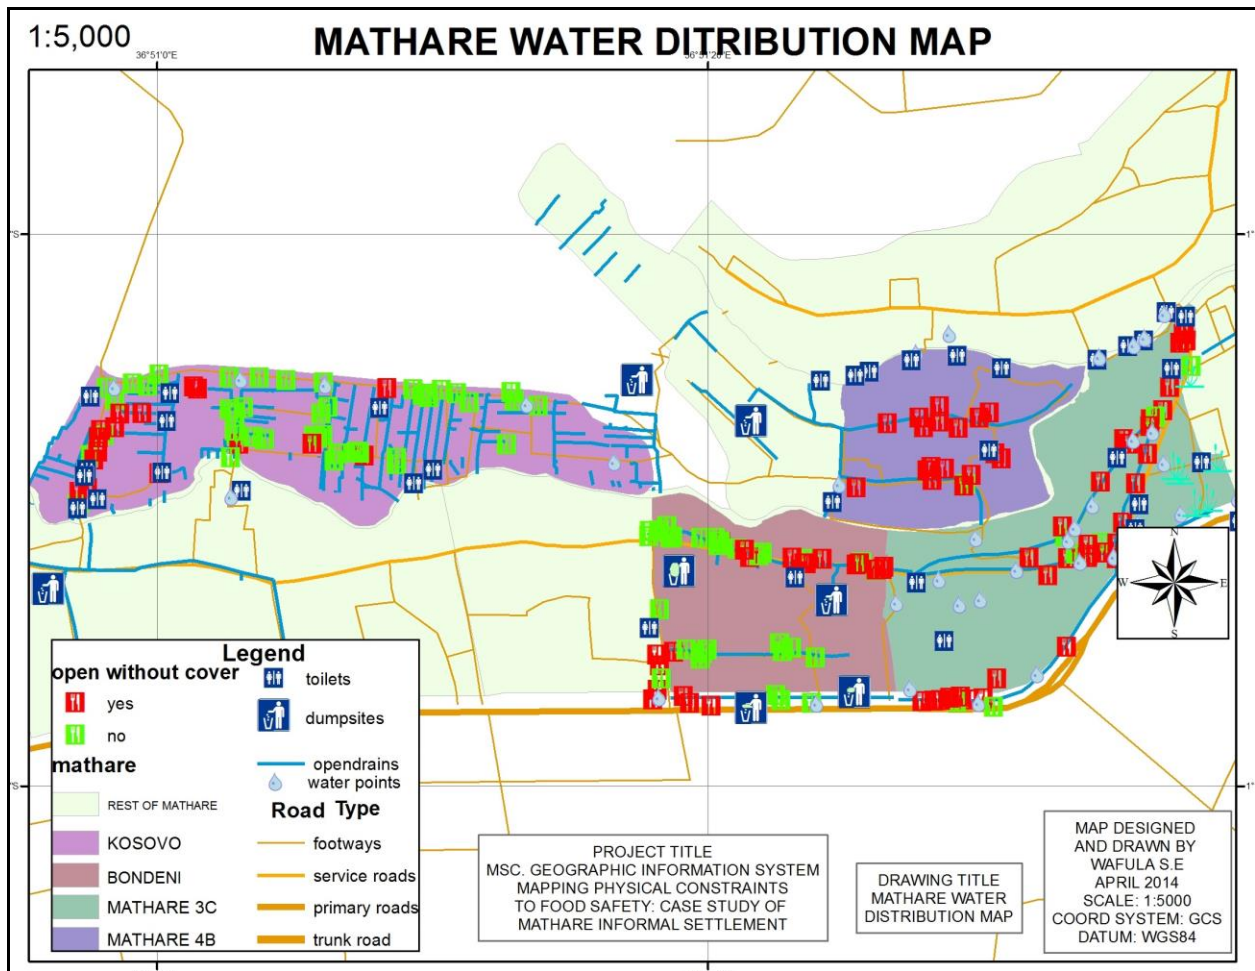 1:5,000
MATHARE WATER DITRIBUTION MAP
36°51'0"E
Legend
open without cover
yes
no
mathare
REST OF MATHARE
KOSOVO
BONDENI
MATHARE 3C
MATHARE 4B
toilets
dumpsites
opendrains
water points
Road Type
footways
service roads
primary roads
trunk road
PROJECT TITLE
MSC. GEOGRAPHIC INFORMATION SYSTEM
MAPPING PHYSICAL CONSTRAINTS
TO FOOD SAFETY: CASE STUDY OF
MATHARE INFORMAL SETTLEMENT
DRAWING TITLE
MATHARE WATER
DISTRIBUTION MAP
N
W
E
S
MAP DESIGNED
AND DRAWN BY
WAFULA S.E
APRIL 2014
SCALE: 1:5000
COORD SYSTEM: GCS
DATUM: WGS84